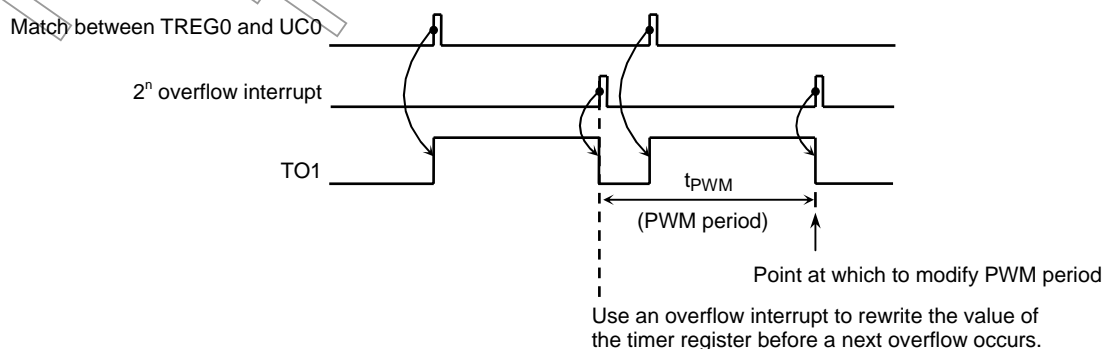 Match between TREG0 and UC0
2ⁿ overflow interrupt
TO1
tPWM
(PWM period)
Point at which to modify PWM period
Use an overflow interrupt to rewrite the value of
the timer register before a next overflow occurs.